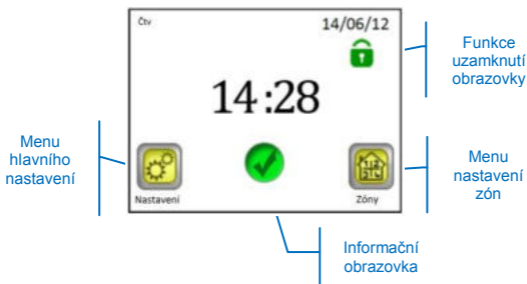 Čtv
14/06/12
Funkce
uzamknutí
obrazovky
14:28
Menu
hlavního
nastavení
Menu
nastavení
zón
Nastavení
Zóny
Informační
obrazovka